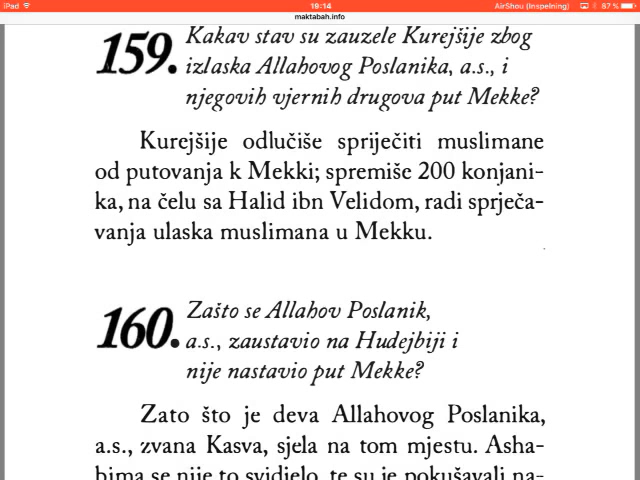 iPad
19:14
AirShou (Inspelning)
87 %
maktabah.info
159. Kakav stav su zauzele Kurejšije zbog
izlaska Allahovog Poslanika, a.s., i
njegovih vjernih drugova put Mekke?
Kurejšije odlučiše spriječiti muslimane
od putovanja k Mekki; spremiše 200 konjani-
ka, na čelu sa Halid ibn Velidom, radi sprječa-
vanja ulaska muslimana u Mekku.
160. Zašto se Allahov Poslanik,
a.s., zaustavio na Hudejbiji i
nije nastavio put Mekke?
Zato što je deva Allahovog Poslanika,
a.s., zvana Kasva, sjela na tom mjestu. Asha-
bima se nije to svidjelo, te su je pokušavali na-